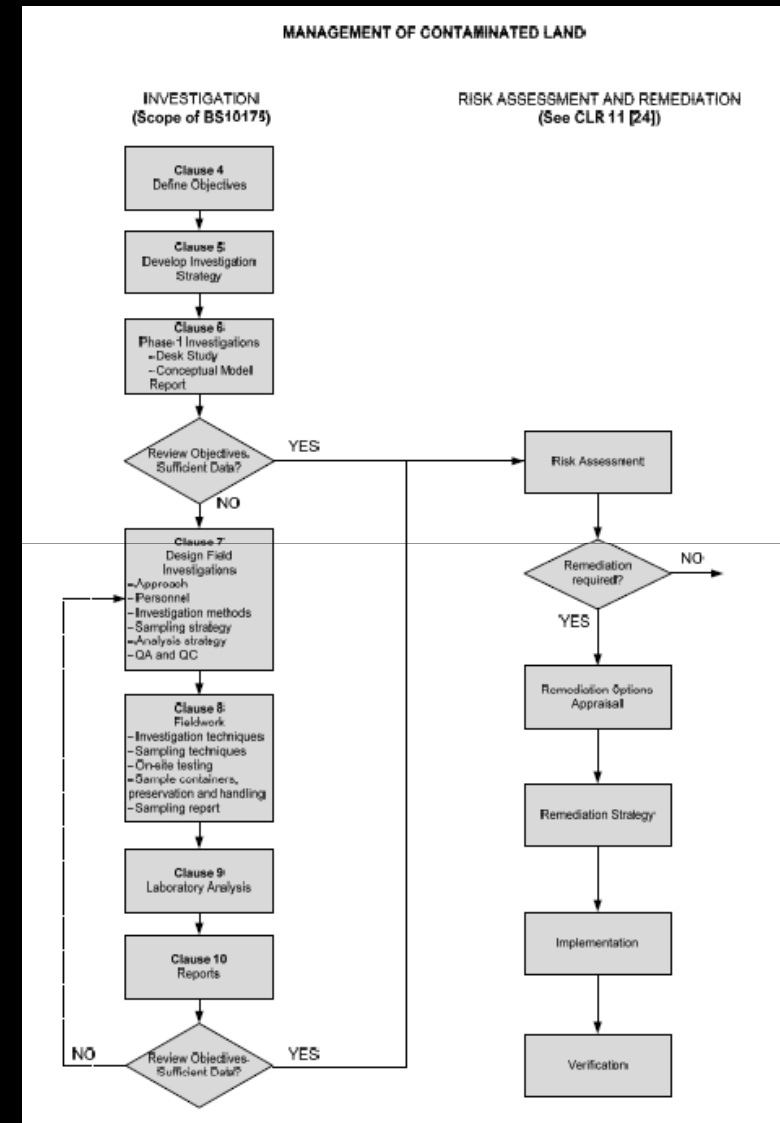 MANAGEMENT OF CONTAMINATED LAND
INVESTIGATION
(Scope of BS10175)
Clause 4
Define Objectives
Clause 5
Develop Investigation
Strategy
Clause 6
Phase 1 Investigations
–Desk Study
–Conceptual Model
Report
Review Objectives.
Sufficient Data?
YES
NO
Clause 7
Design Field
Investigations
–Approach
–Personnel
–Investigation methods
–Sampling strategy
–Analysis strategy
–QA and QC
Clause 8
Fieldwork
–Investigation techniques
–Sampling techniques
–On-site testing
–Sample containers,
preservation and handling
–Sampling report
Clause 9
Laboratory Analysis
Clause 10
Reports
NO
Review Objectives.
Sufficient Data?
YES
RISK ASSESSMENT AND REMEDIATION
(See CLR 11 [24])
Risk Assessment
Remediation
required?
NO
YES
Remediation Options
Appraisal
Remediation Strategy
Implementation
Verification